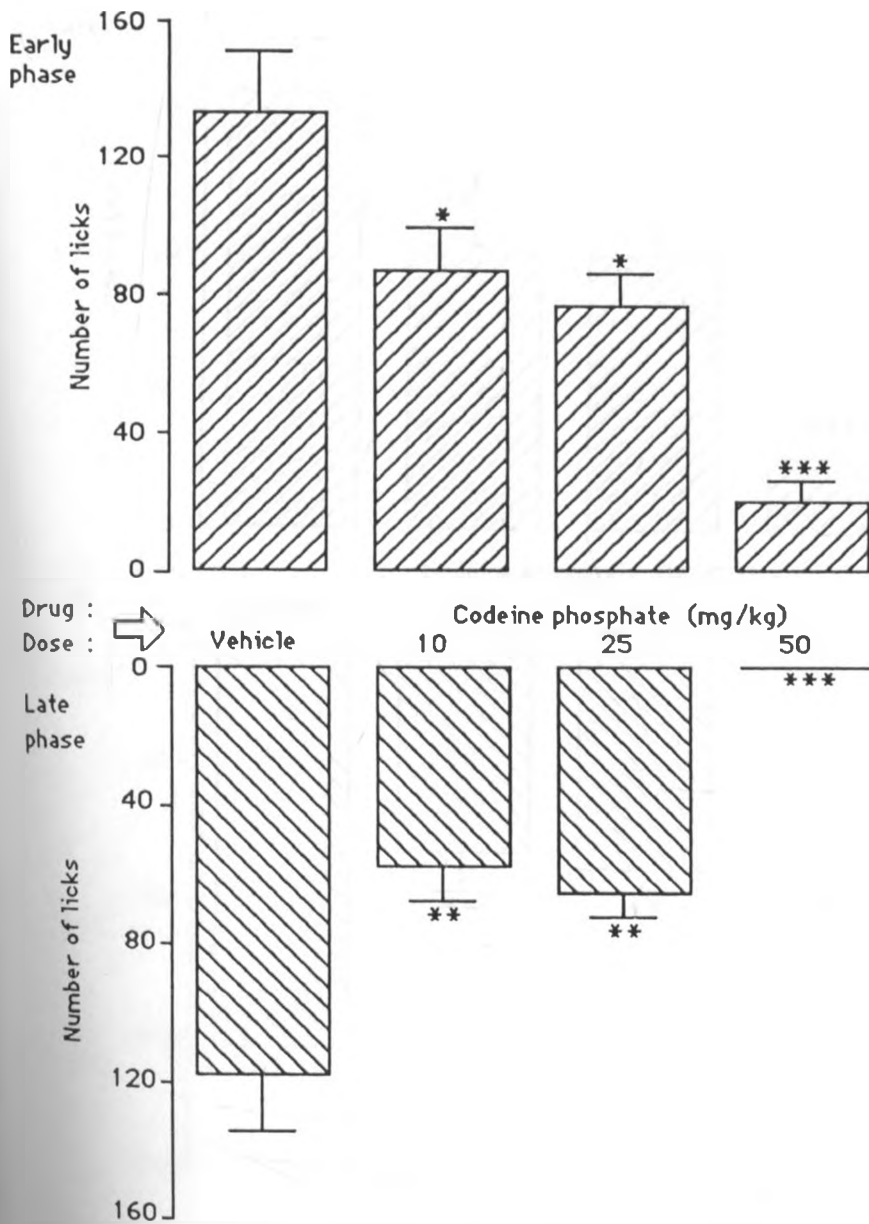 160
Early
phase
120
Number of licks
*
*
80
40
***
0
Drug :
Codeine phosphate (mg/kg)
Dose :
Vehicle 10 25 50
0
***
Late
phase
40
Number of licks
**
**
80
120
160